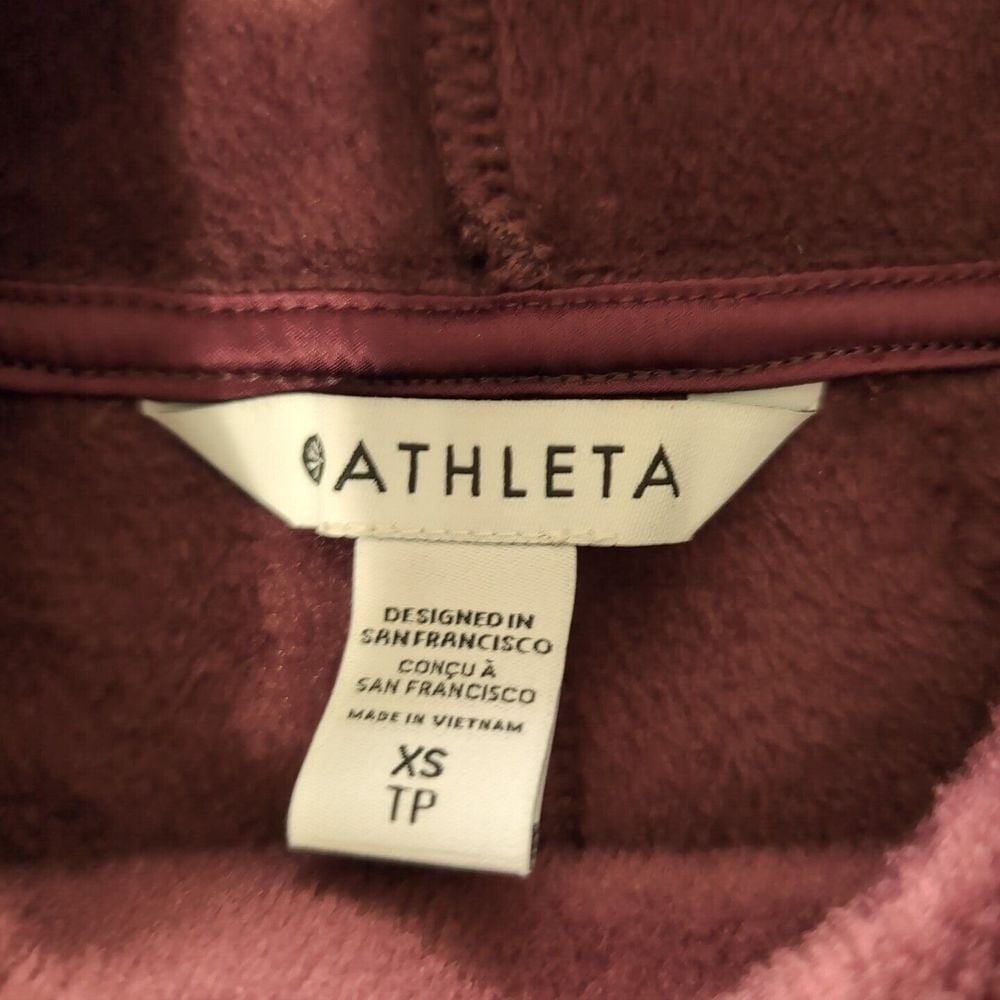 ATHLETA
DESIGNED IN
SAN FRANCISCO
CONÇU À
SAN FRANCISCO
MADE IN VIETNAM
XS
TP